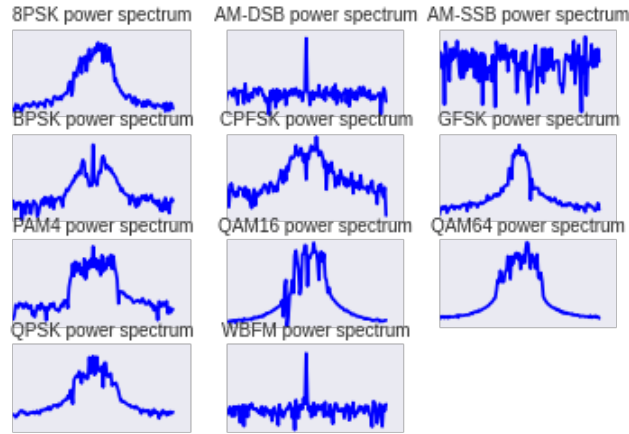 8PSK power spectrum
AM-DSB power spectrum
AM-SSB power spectrum
BPSK power spectrum
CPFSK power spectrum
GFSK power spectrum
PAM4 power spectrum
QAM16 power spectrum
QAM64 power spectrum
QPSK power spectrum
WBFM power spectrum